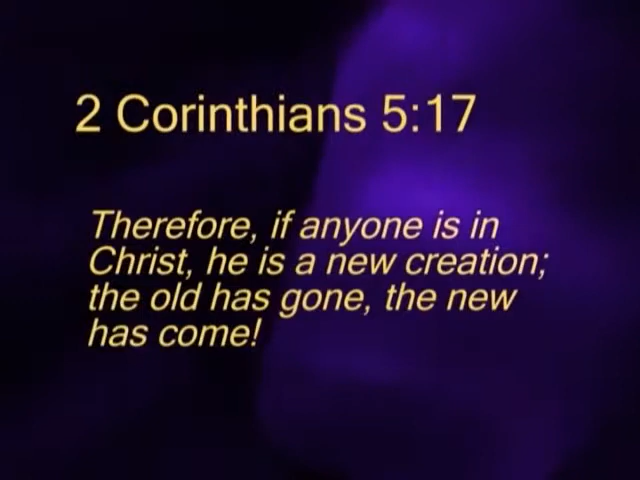 2 Corinthians 5:17
Therefore, if anyone is in
Christ, he is a new creation;
the old has gone, the new
has come!